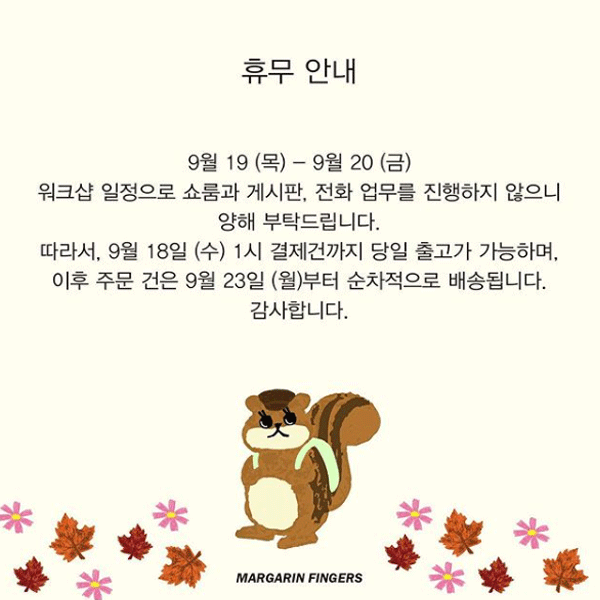 휴무 안내
9월 19 (목) – 9월 20 (금)
워크샵 일정으로 쇼룸과 게시판, 전화 업무를 진행하지 않으니
양해 부탁드립니다.
따라서, 9월 18일 (수) 1시 결제건까지 당일 출고가 가능하며,
이후 주문 건은 9월 23일 (월)부터 순차적으로 배송됩니다.
감사합니다.
MARGARIN FINGERS